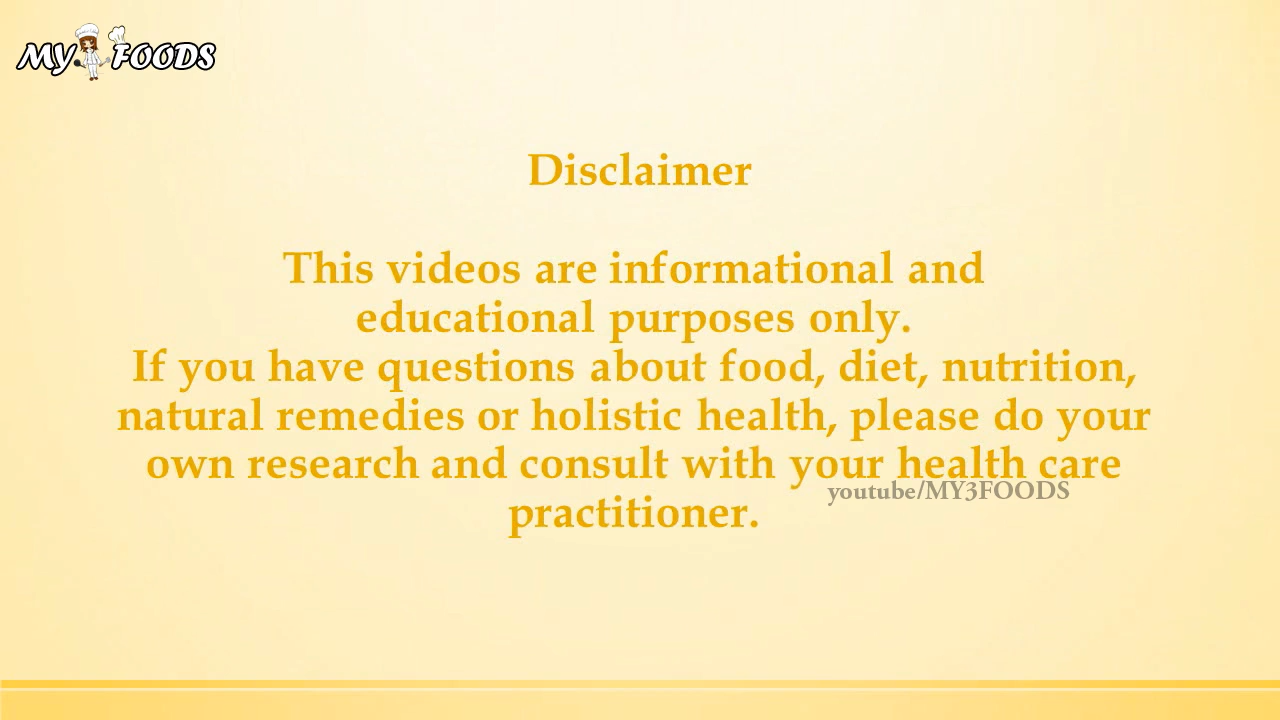 MY FOODS
Disclaimer
This videos are informational and
educational purposes only.
If you have questions about food, diet, nutrition,
natural remedies or holistic health, please do your
own research and consult with your health care
youtube/MY3FOODS
practitioner.